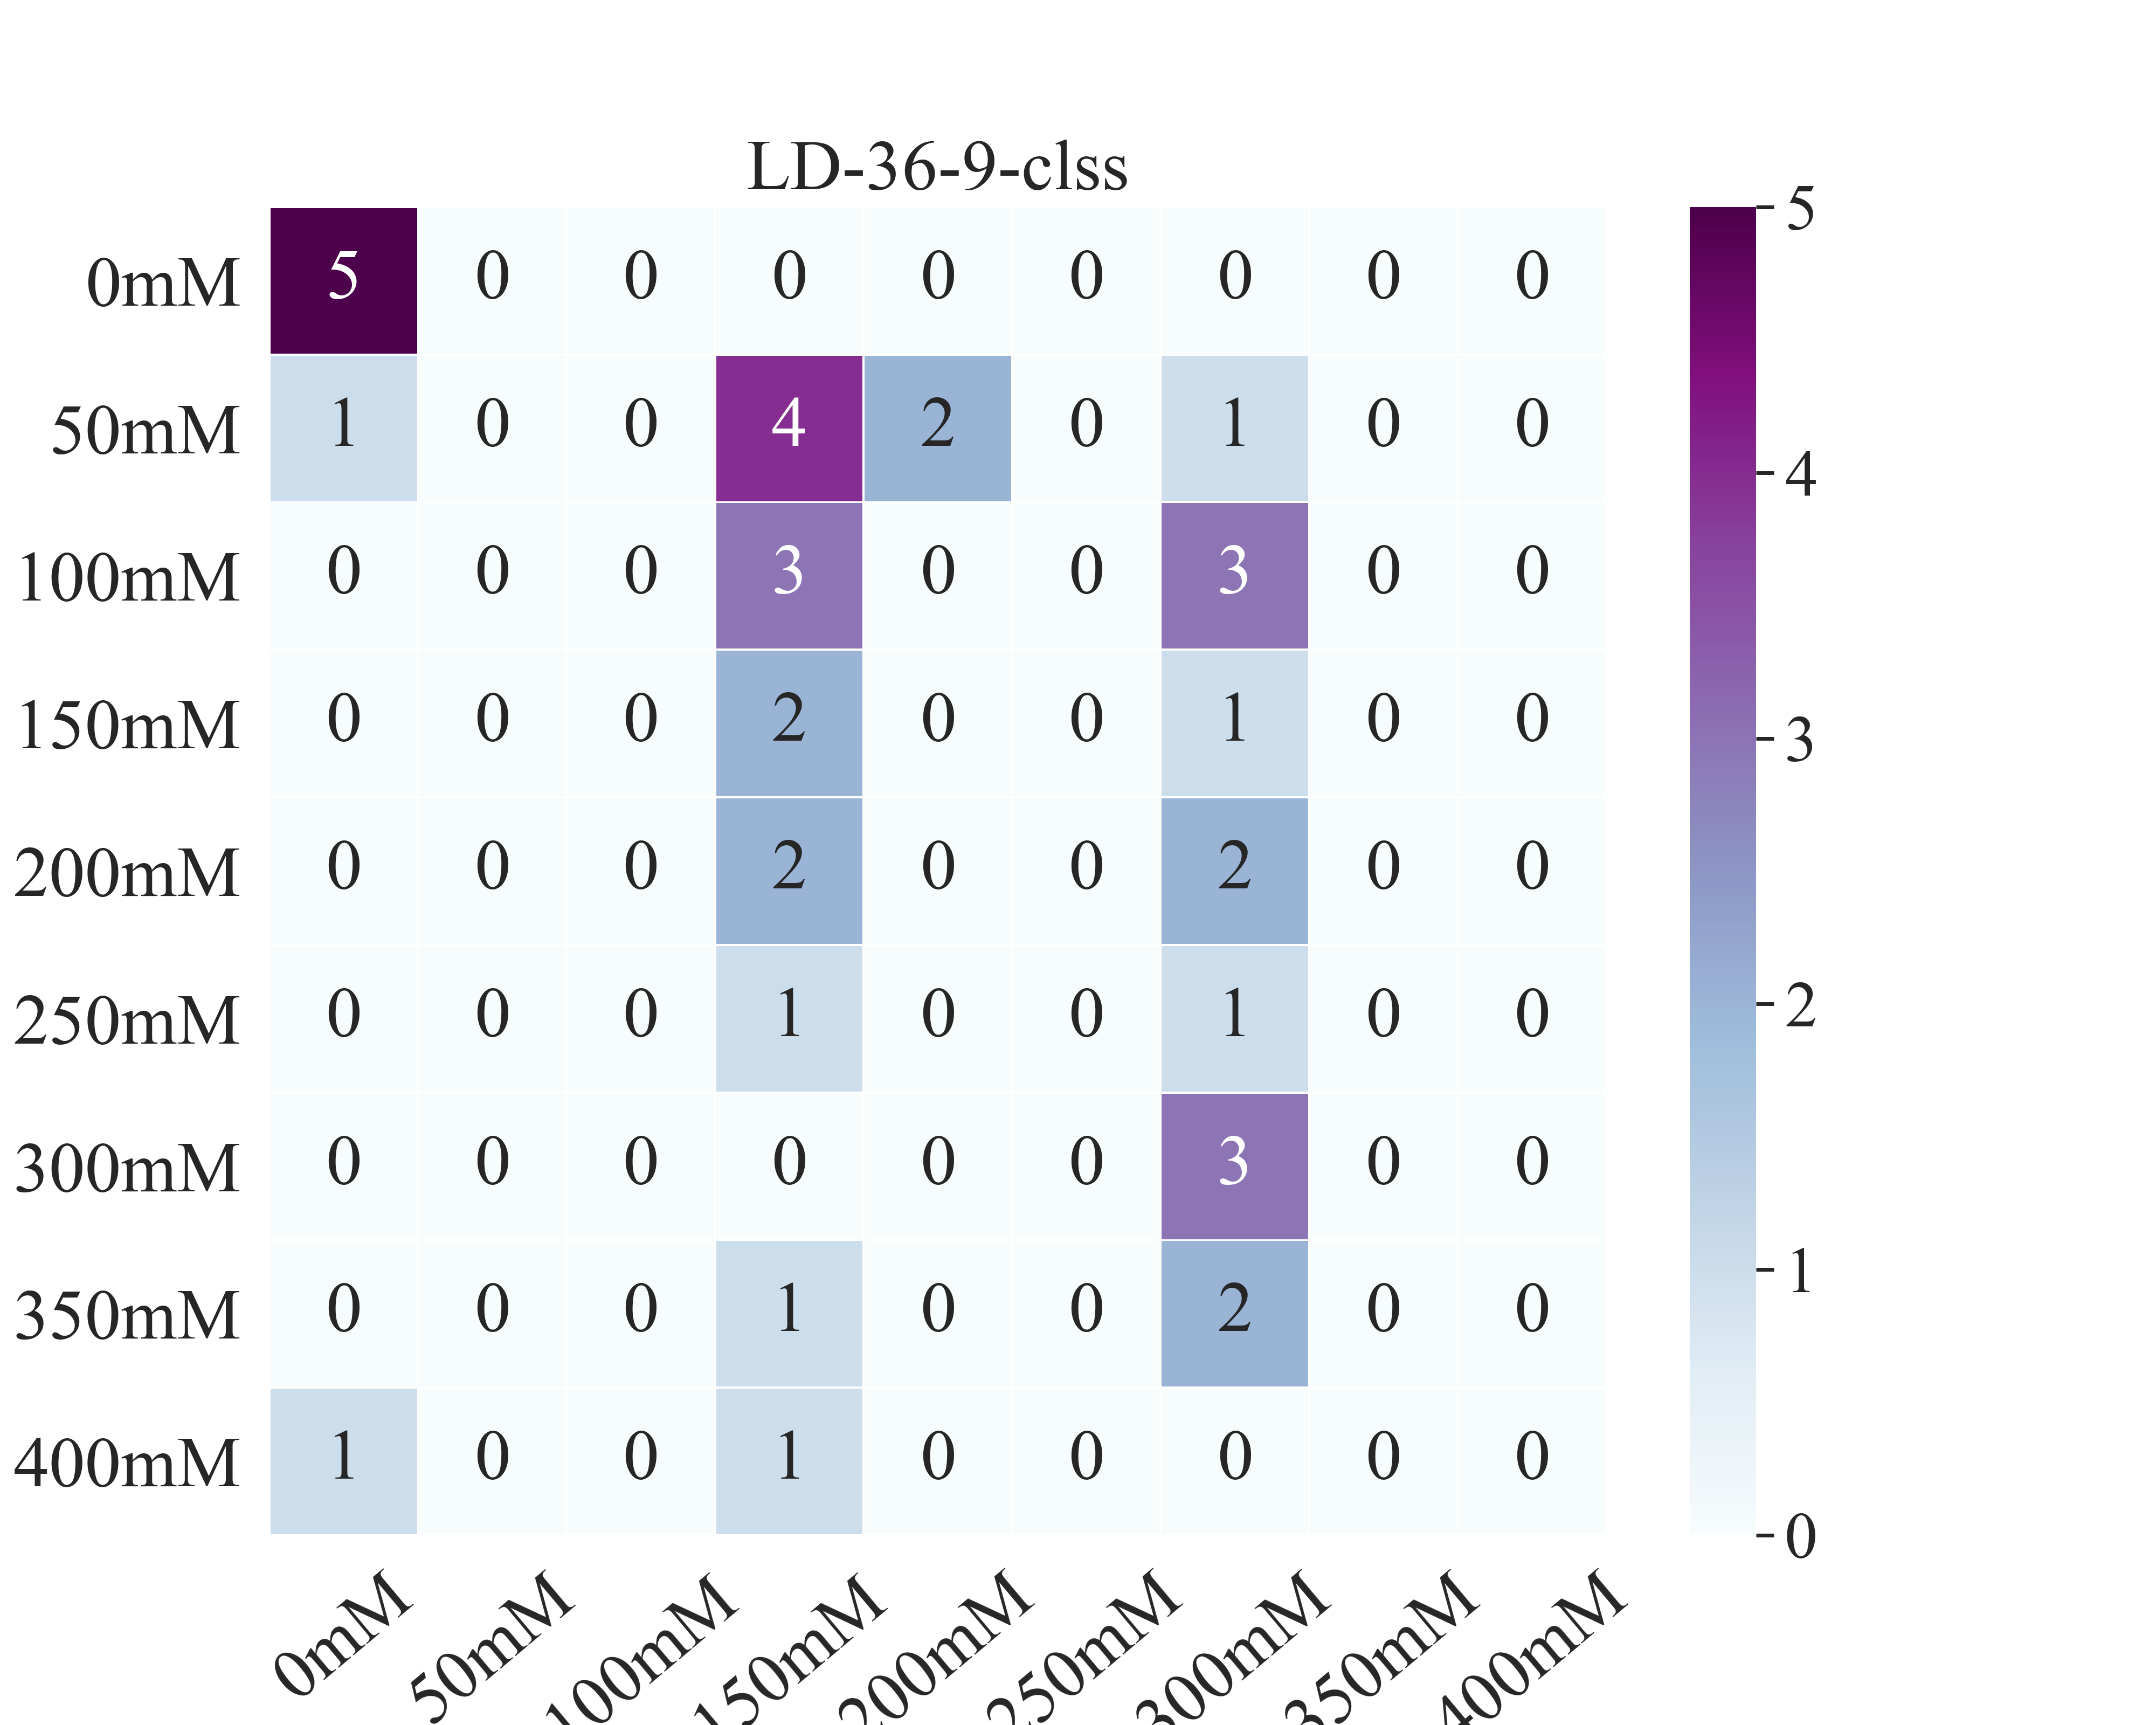 LD-36-9-clss
0mM 5 0 0 0 0 0 0 0 0
50mM 1 0 0 4 2 0 1 0 0
100mM 0 0 0 3 0 0 3 0 0
150mM 0 0 0 2 0 0 1 0 0
200mM 0 0 0 2 0 0 2 0 0
250mM 0 0 0 1 0 0 1 0 0
300mM 0 0 0 0 0 0 3 0 0
350mM 0 0 0 1 0 0 2 0 0
400mM 1 0 0 1 0 0 0 0 0
0mM 50mM 100mM 150mM 200mM 250mM 300mM 350mM 400mM
5
4
3
2
1
0